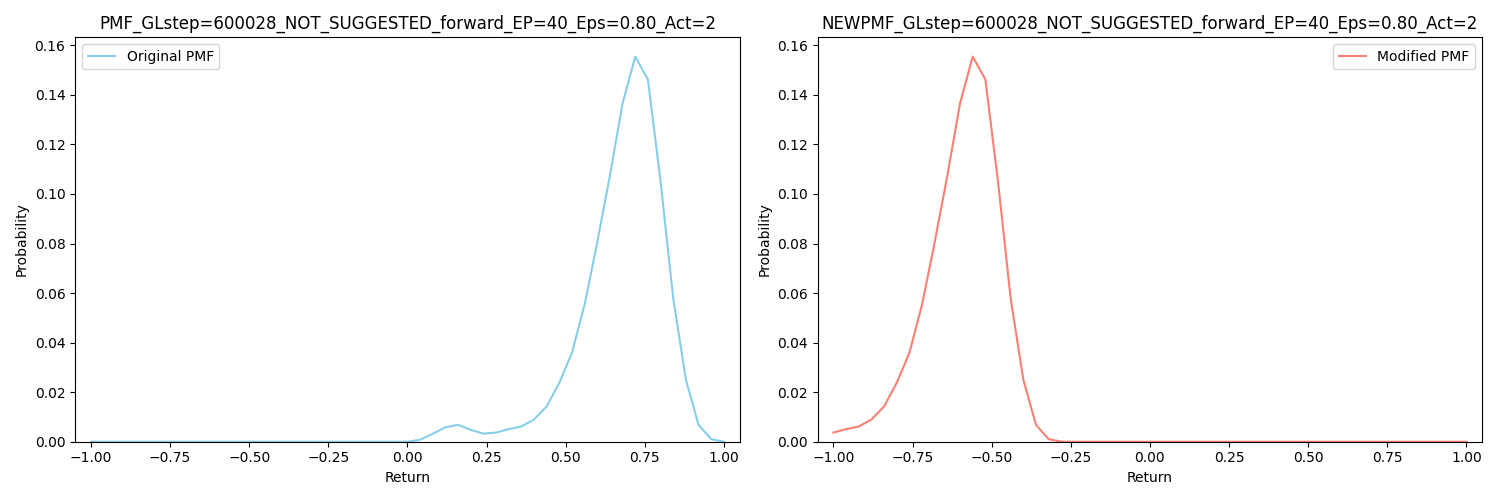 PMF_GLstep=600028_NOT_SUGGESTED_forward_EP=40_Eps=0.80_Act=2
Original PMF
0.16
0.14
0.12
0.10
0.08
0.06
0.04
0.02
0.00
Probability
−1.00 −0.75 −0.50 −0.25 0.00 0.25 0.50 0.75 1.00
Return
NEWPMF_GLstep=600028_NOT_SUGGESTED_forward_EP=40_Eps=0.80_Act=2
Modified PMF
0.16
0.14
0.12
0.10
0.08
0.06
0.04
0.02
0.00
Probability
−1.00 −0.75 −0.50 −0.25 0.00 0.25 0.50 0.75 1.00
Return